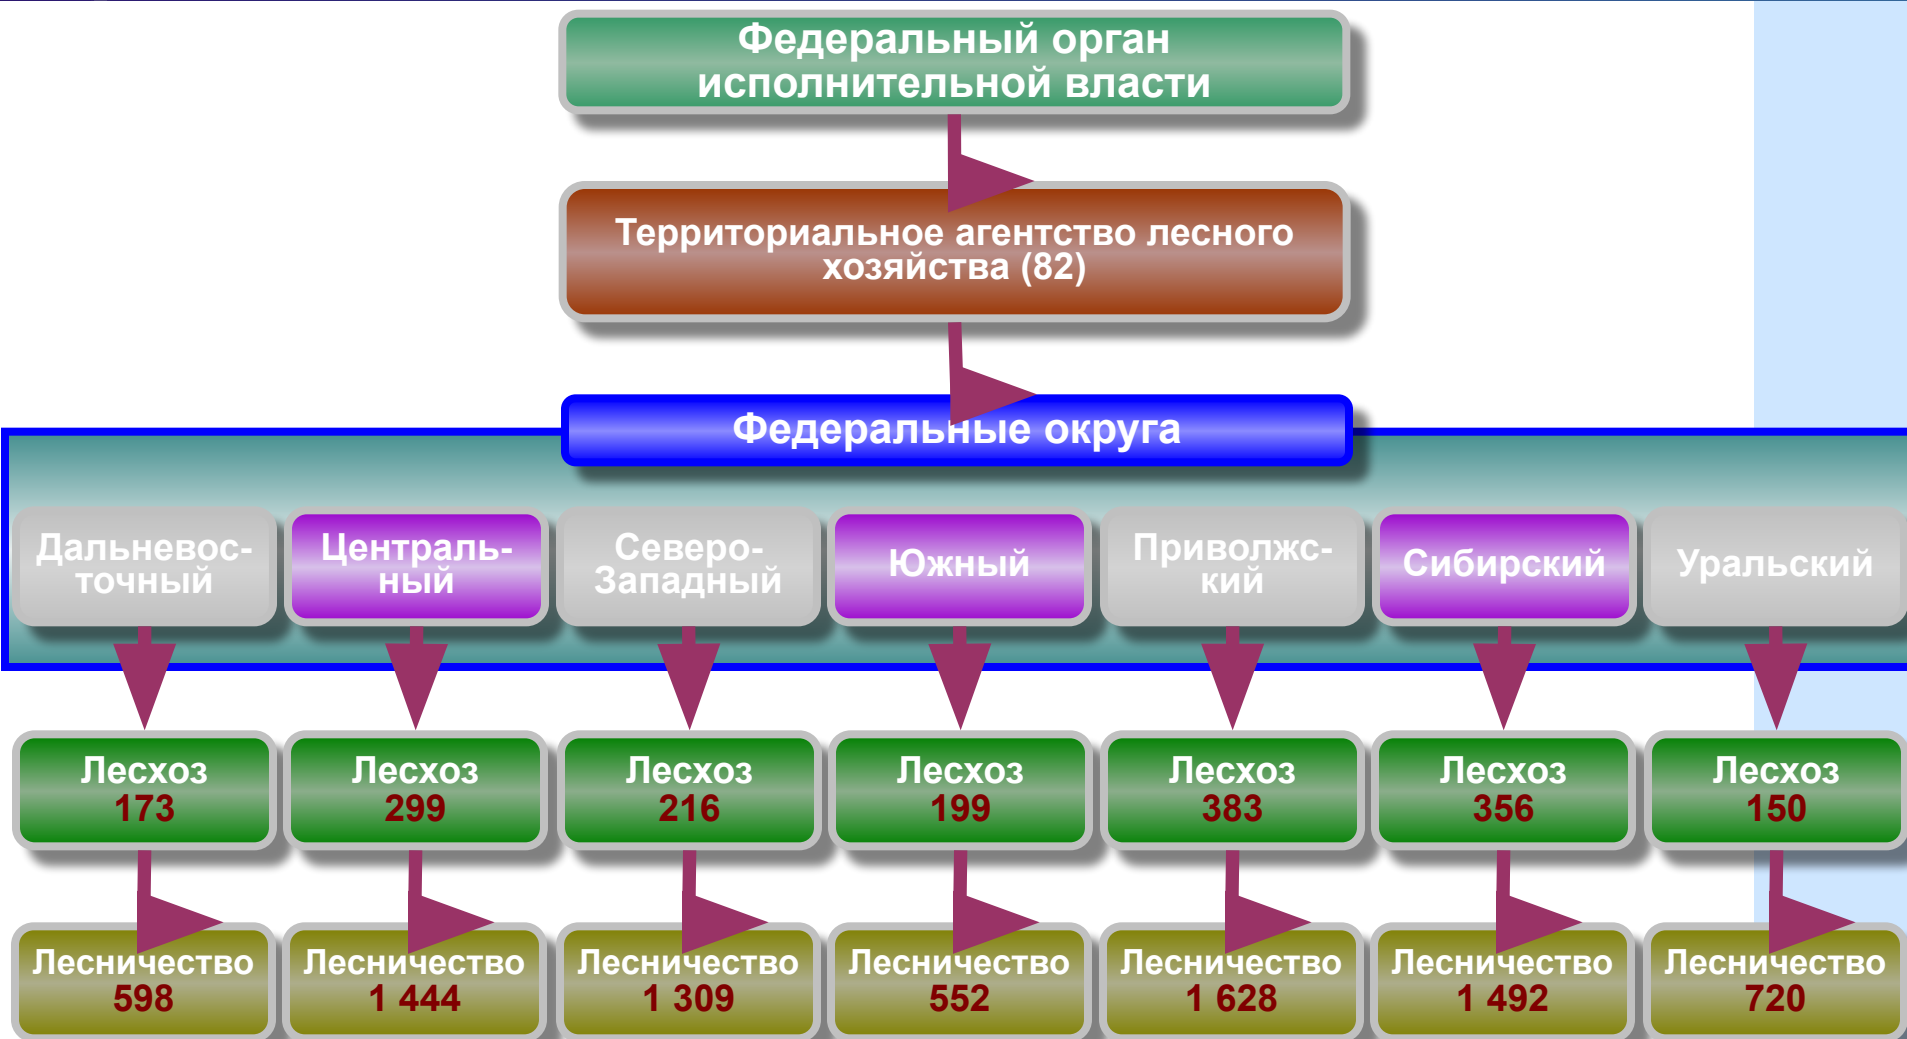 Федеральный орган
исполнительной власти
Территориальное агентство лесного
хозяйства (82)
Федеральные округа
Дальневос-
точный
Централь-
ный
Северо-
Западный
Южный
Приволжс-
кий
Сибирский
Уральский
Лесхоз
173
Лесхоз
299
Лесхоз
216
Лесхоз
199
Лесхоз
383
Лесхоз
356
Лесхоз
150
Лесничество
598
Лесничество
1 444
Лесничество
1 309
Лесничество
552
Лесничество
1 628
Лесничество
1 492
Лесничество
720